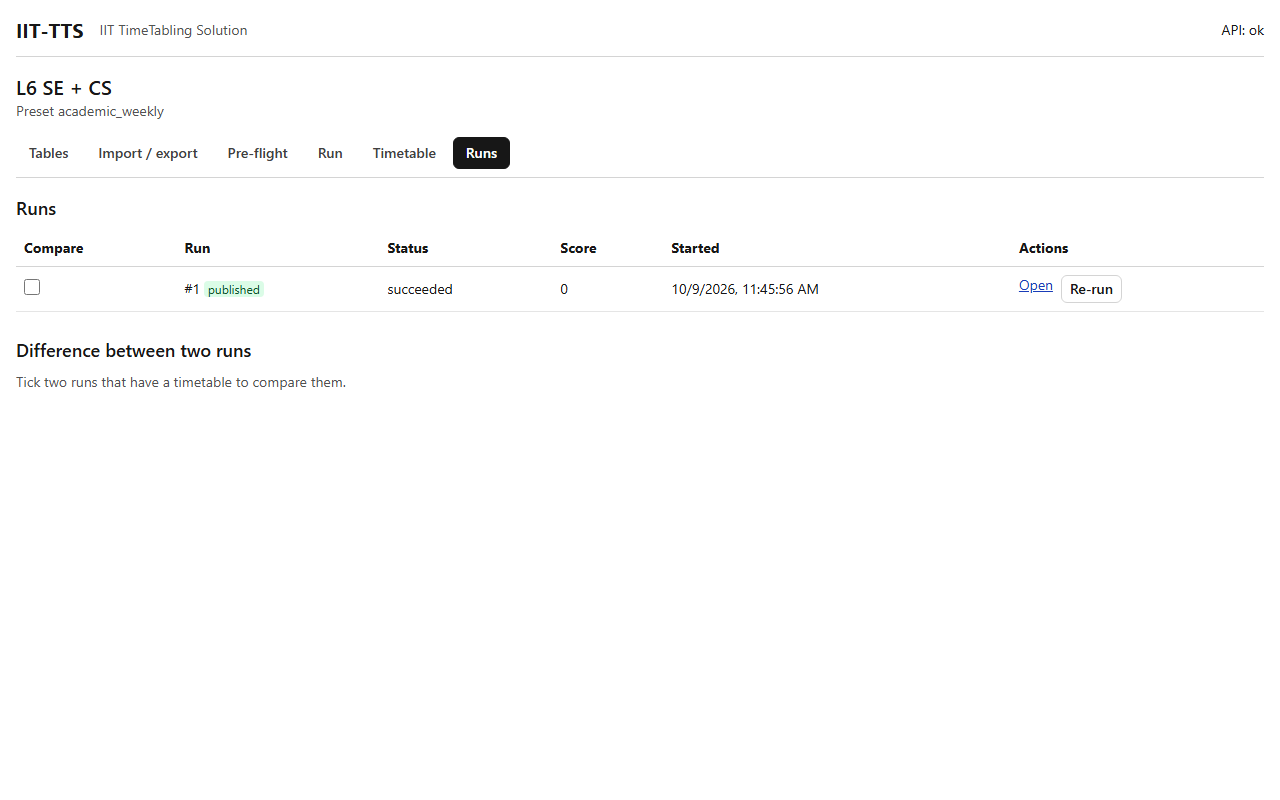 IIT-TTS IIT TimeTabling Solution API: ok
L6 SE + CS
Preset academic_weekly
Tables Import / export Pre-flight Run Timetable Runs
Runs
Compare Run Status Score Started Actions
#1 published succeeded 0 10/9/2026, 11:45:56 AM Open Re-run
Difference between two runs
Tick two runs that have a timetable to compare them.